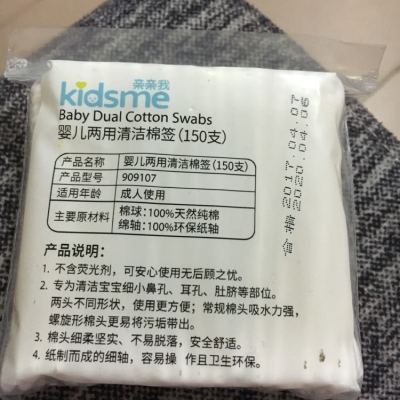 亲亲我
kidsme
Baby Dual Cotton Swabs
婴儿两用清洁棉签(150支)
产品名称: 婴儿两用清洁棉签(150支)
产品型号: 909107
适用年龄: 成人使用
主要原材料 棉球:100%天然纯棉
棉轴:100%环保纸轴
产品说明:
1. 不含荧光剂,可安心使用无后顾之忧。
2. 专为清洁宝宝细小鼻孔、耳孔、肚脐等部位。
两头不同形状,使用更方便;常规棉头吸水力强,
螺旋形棉头更易将污垢带出。
3. 棉头细柔坚实、不易脱落,安全舒适。
4. 纸制而成的细轴,容易操 作且卫生环保。
2017.04.07
2020.04.06